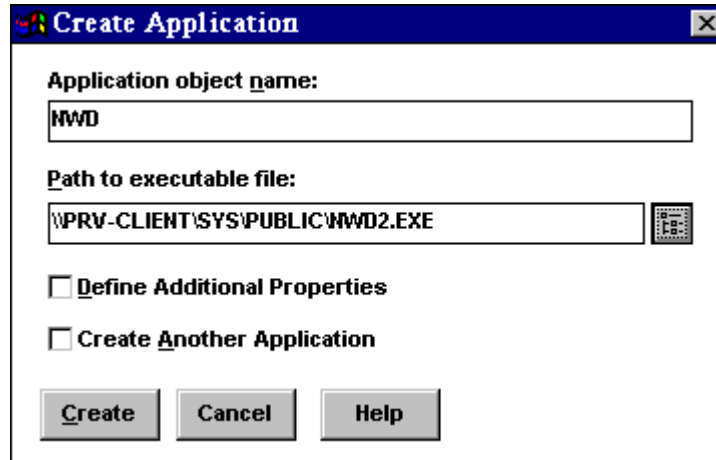 Create Application
Application object name:
NWD
Path to executable file:
\\PRV-CLIENT\SYS\PUBLIC\NWD2.EXE
Define Additional Properties
Create Another Application
Create Cancel Help